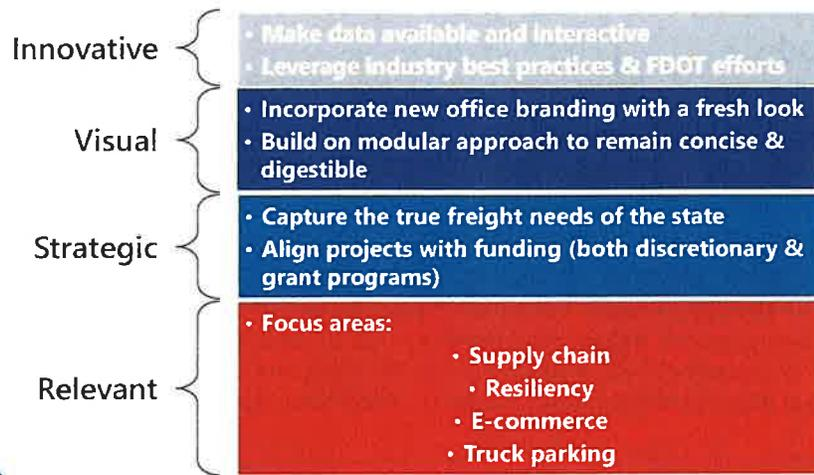 Innovative
• Make data available and interactive
• Leverage industry best practices & FDOT efforts
Visual
• Incorporate new office branding with a fresh look
• Build on modular approach to remain concise &
digestible
Strategic
• Capture the true freight needs of the state
• Align projects with funding (both discretionary &
grant programs)
Relevant
• Focus areas:
• Supply chain
• Resiliency
• E-commerce
• Truck parking